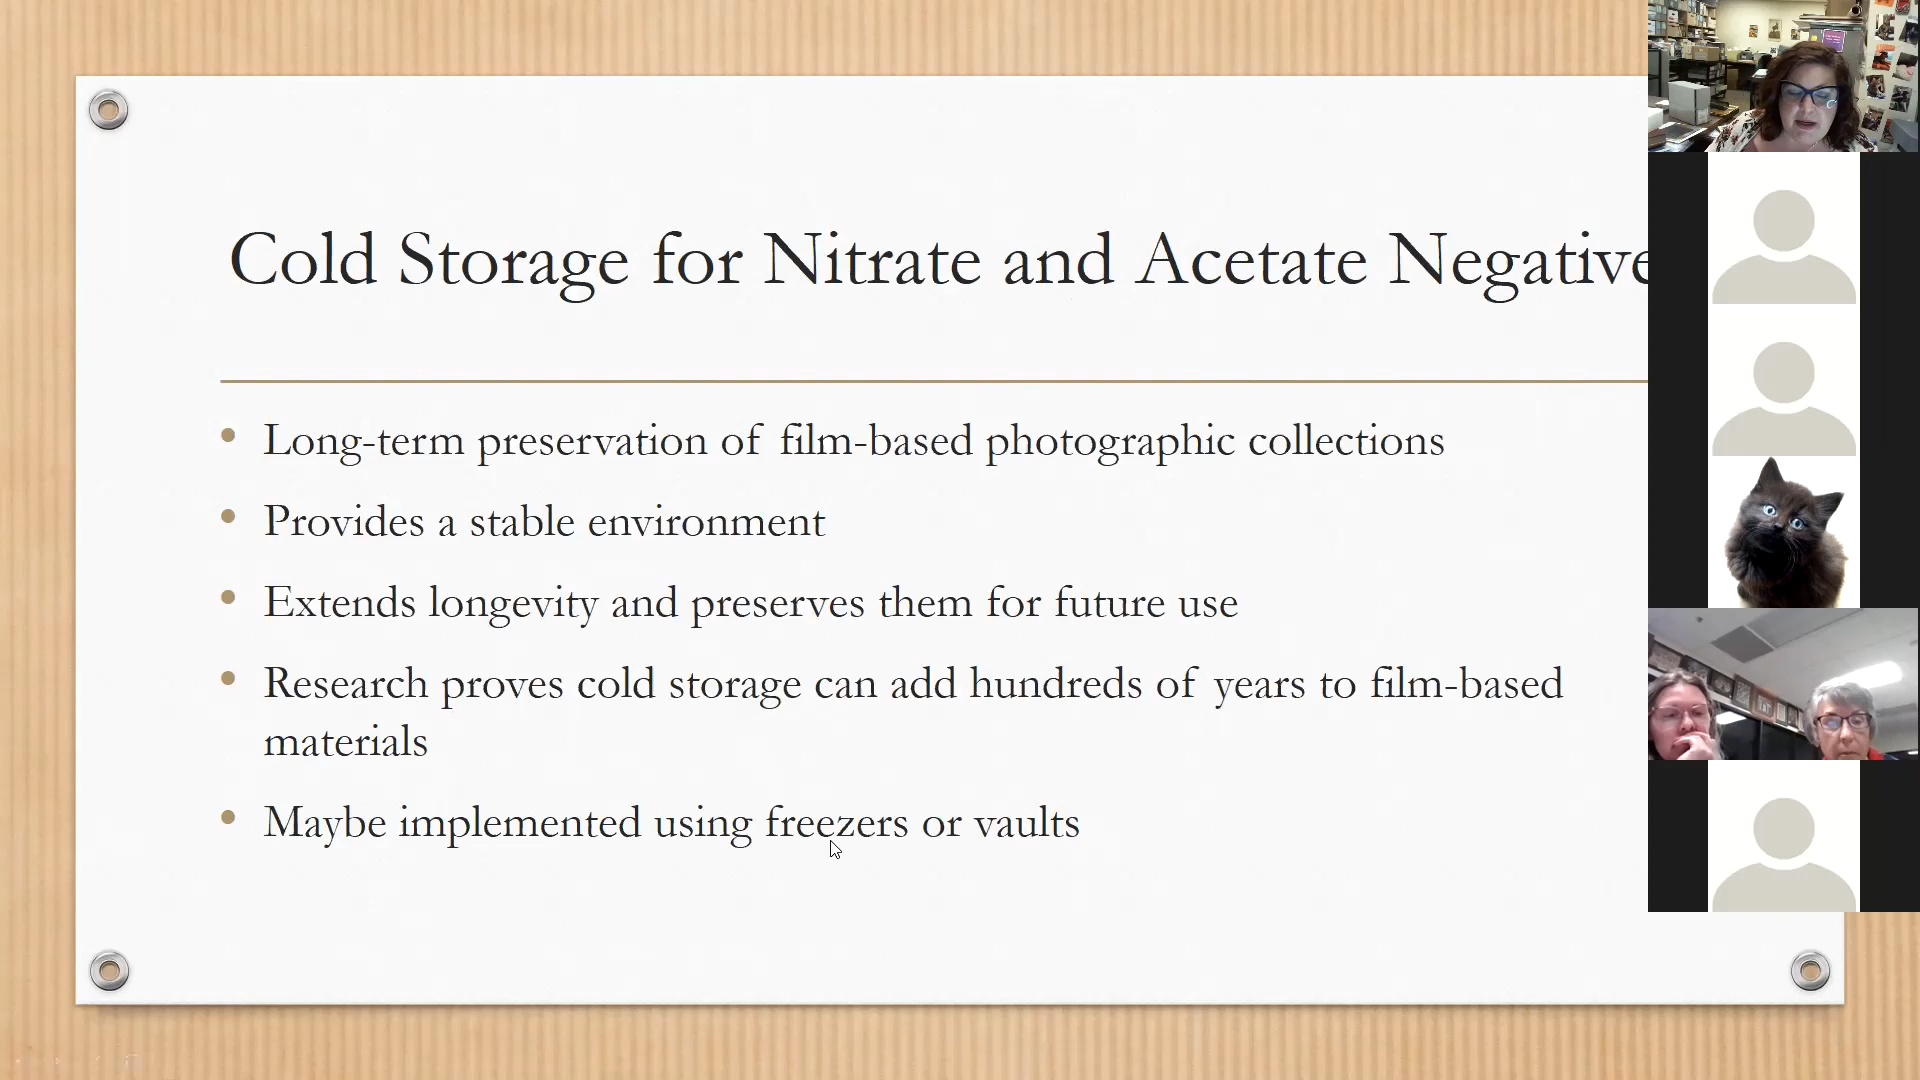 Cold Storage for Nitrate and Acetate Negative
Long-term preservation of film-based photographic collections
Provides a stable environment
Extends longevity and preserves them for future use
Research proves cold storage can add hundreds of years to film-based
materials
Maybe implemented using freezers or vaults